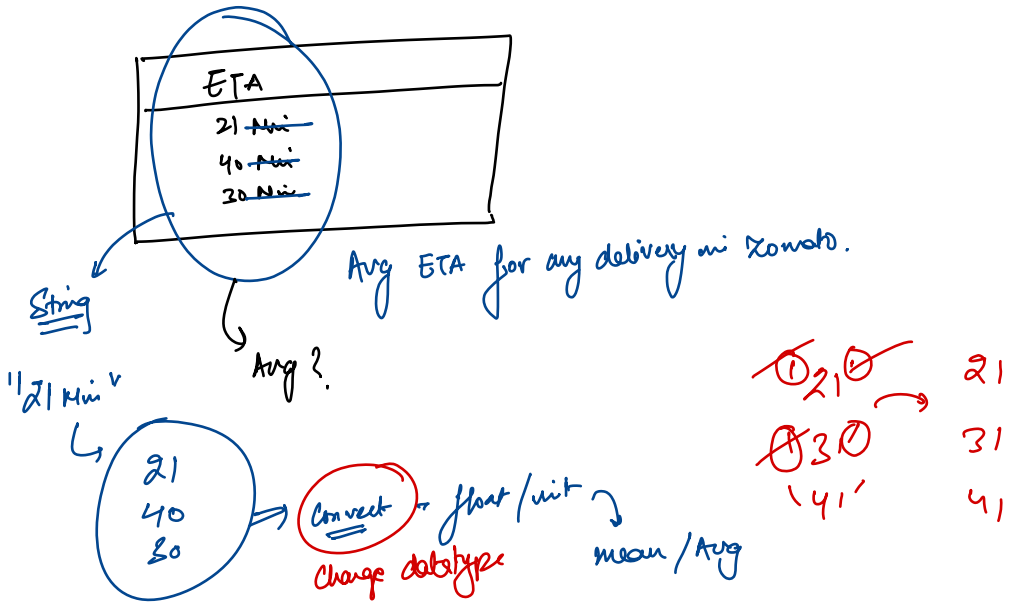 ETA
21 Min
40 Min
30 Min
Avg ETA for any delivery in Zomato.
String
Avg ?
"21 Min"
21
40
30
Convert
float/int
mean/Avg
Change datatype
'21' 21
'31' 31
'41' 41